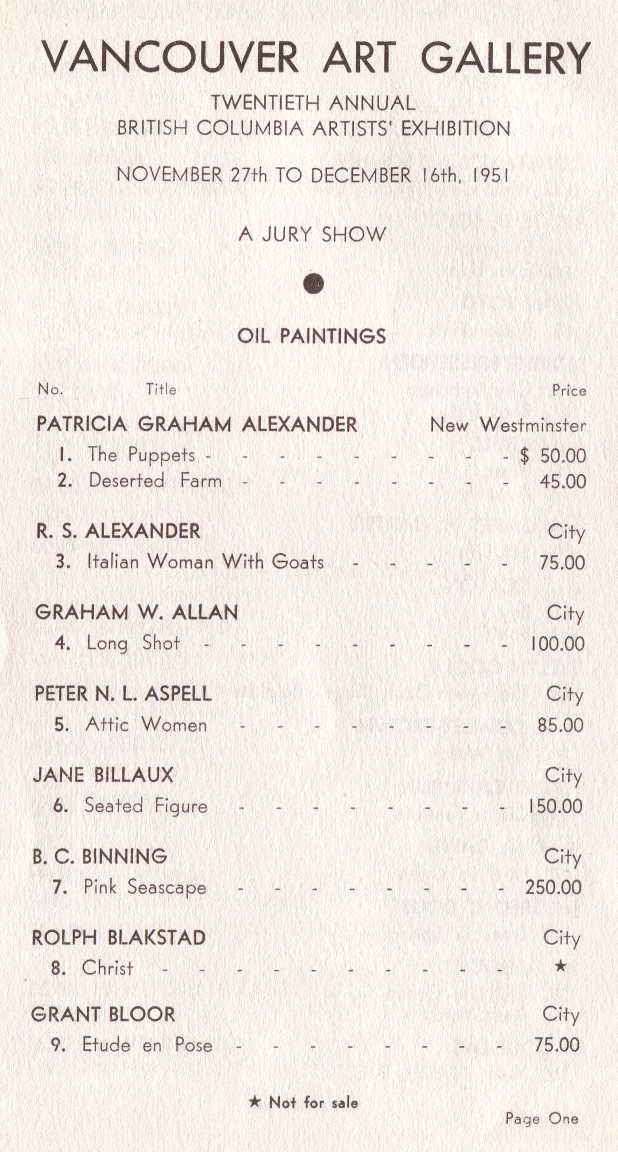 VANCOUVER ART GALLERY
TWENTIETH ANNUAL
BRITISH COLUMBIA ARTISTS' EXHIBITION
NOVEMBER 27th TO DECEMBER 16th, 1951
A JURY SHOW
●
OIL PAINTINGS
No. Title Price
PATRICIA GRAHAM ALEXANDER New Westminster
1. The Puppets - - - - - - - - - $ 50.00
2. Deserted Farm - - - - - - - - 45.00
R. S. ALEXANDER City
3. Italian Woman With Goats - - - - - 75.00
GRAHAM W. ALLAN City
4. Long Shot - - - - - - - - - 100.00
PETER N. L. ASPELL City
5. Attic Women - - - - - - - - 85.00
JANE BILLAUX City
6. Seated Figure - - - - - - - - 150.00
B. C. BINNING City
7. Pink Seascape - - - - - - - - 250.00
ROLPH BLAKSTAD City
8. Christ - - - - - - - - - - ★
GRANT BLOOR City
9. Etude en Pose - - - - - - - - 75.00
★ Not for sale
Page One